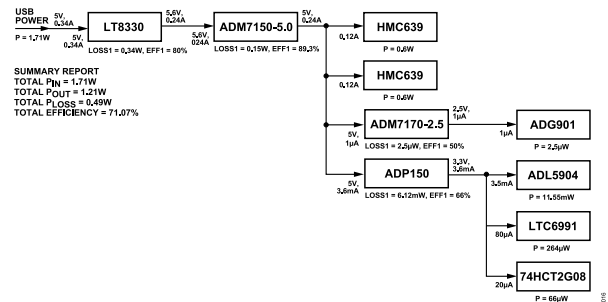 USB
POWER
P = 1.71W
5V,
0.34A
5V,
0.34A
LT8330
LOSS1 = 0.34W, EFF1 = 80%
5.6V,
0.24A
5.6V,
024A
ADM7150-5.0
LOSS1 = 0.15W, EFF1 = 89.3%
5V,
0.24A
0.12A
HMC639
P = 0.6W
0.12A
HMC639
P = 0.6W
SUMMARY REPORT
TOTAL PIN = 1.71W
TOTAL POUT = 1.21W
TOTAL PLOSS = 0.49W
TOTAL EFFICIENCY = 71.07%
5V,
1µA
ADM7170-2.5
LOSS1 = 2.5µW, EFF1 = 50%
2.5V,
1µA
1µA
ADG901
P = 2.5µW
5V,
3.6mA
ADP150
LOSS1 = 6.12mW, EFF1 = 66%
3.3V,
3.6mA
3.5mA
ADL5904
P = 11.55mW
80µA
LTC6991
P = 264µW
20µA
74HCT2G08
P = 66µW
016